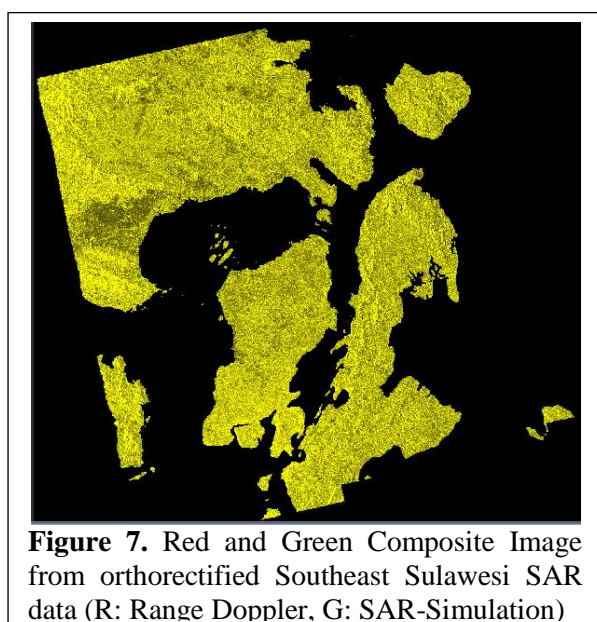 Figure 7. Red and Green Composite Image
from orthorectified Southeast Sulawesi SAR
data (R: Range Doppler, G: SAR-Simulation)